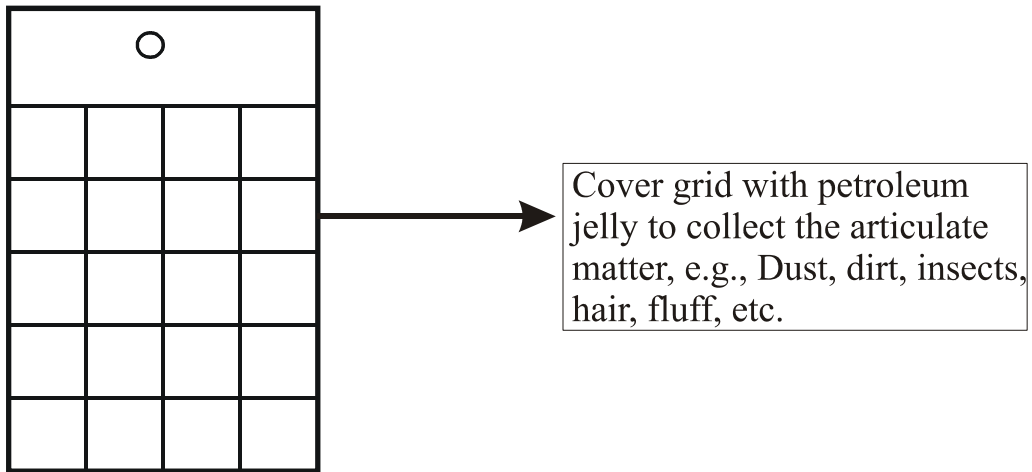 Cover grid with petroleum
jelly to collect the articulate
matter, e.g., Dust, dirt, insects,
hair, fluff, etc.